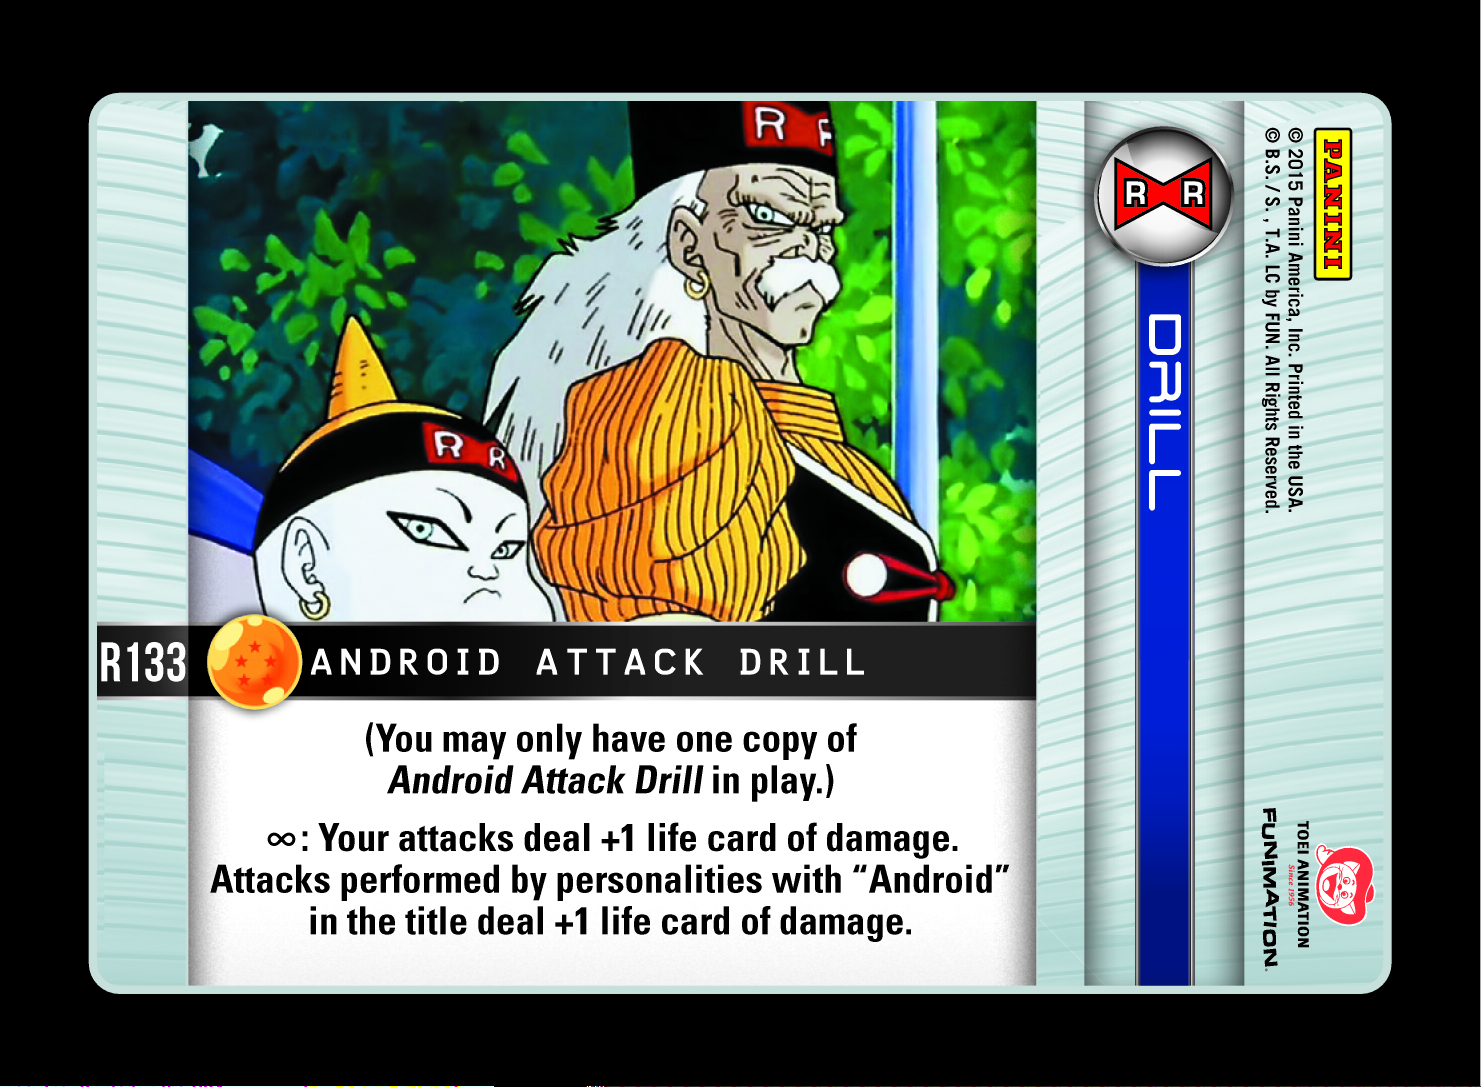 R R
R R
R133
ANDROID ATTACK DRILL
(You may only have one copy of
Android Attack Drill in play.)
∞: Your attacks deal +1 life card of damage.
Attacks performed by personalities with “Android”
in the title deal +1 life card of damage.
R R
DRILL
PANINI
© 2015 Panini America, Inc. Printed in the USA.
© B.S. / S. , T.A. LC by FUN. All Rights Reserved.
TOEI ANIMATION
Since 1956
FUNIMATION